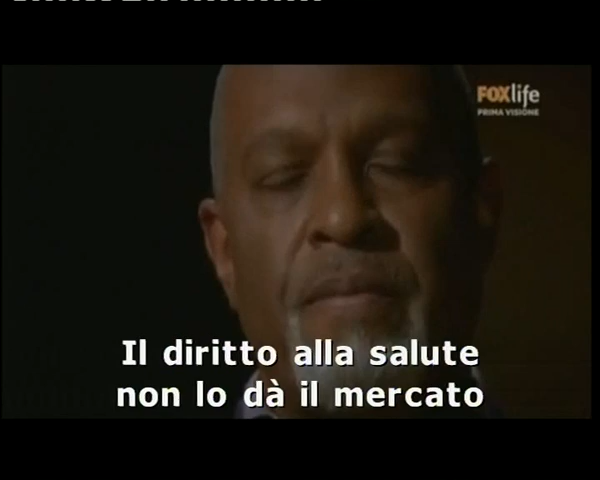 FOXlife
PRIMA VISIONE
Il diritto alla salute
non lo dà il mercato